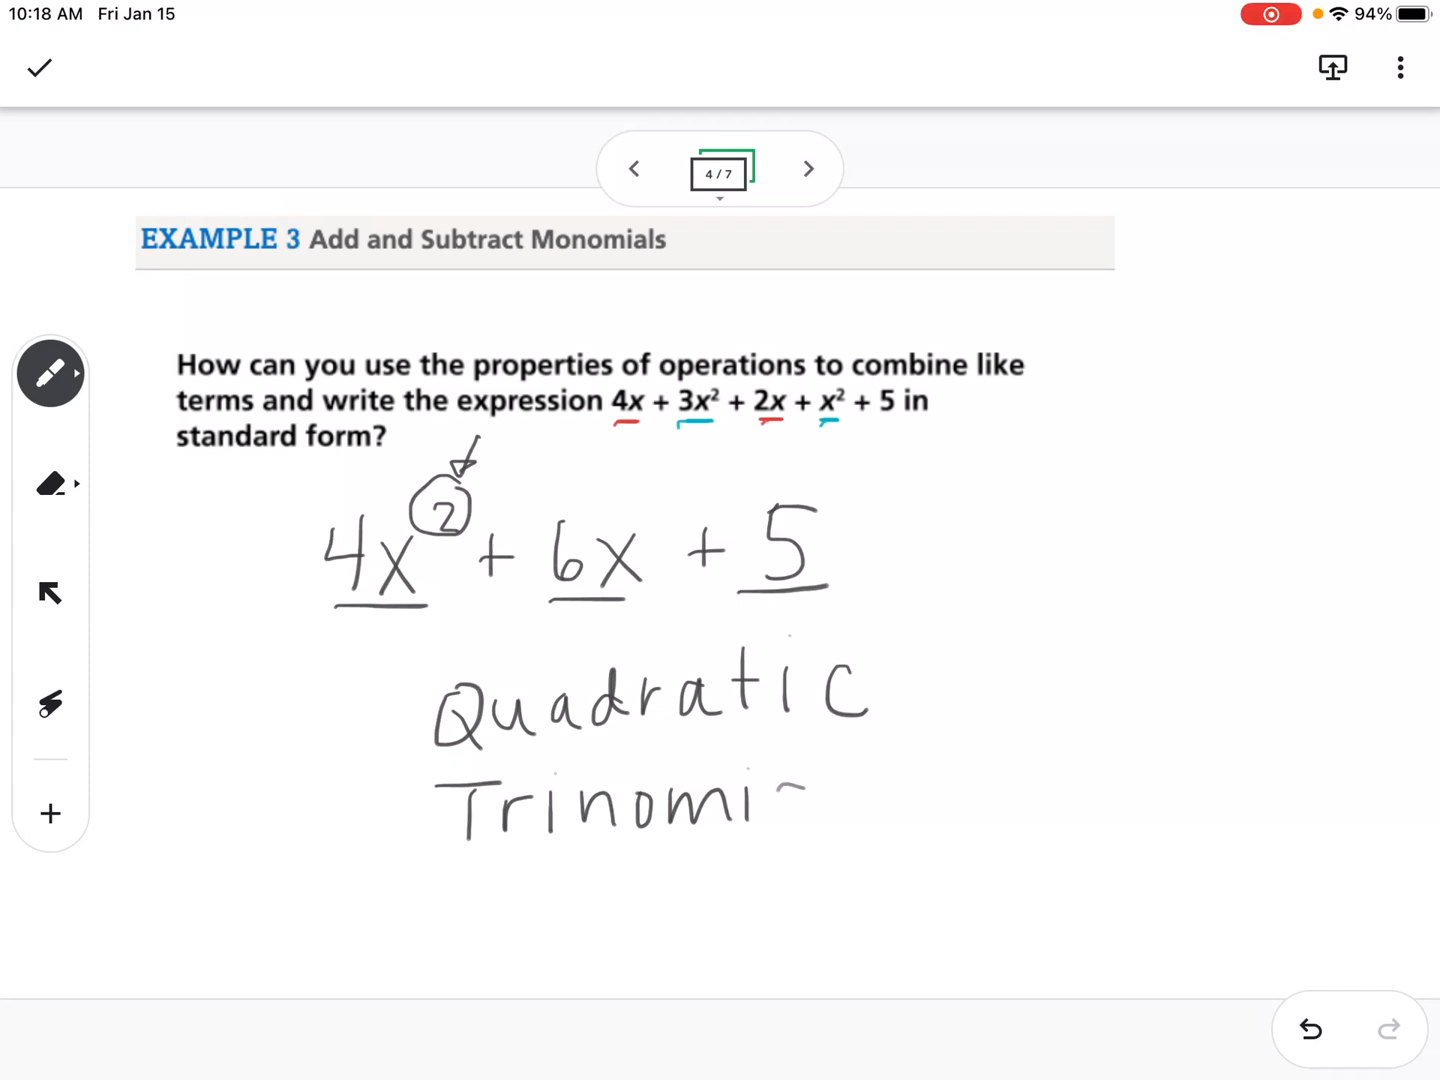 10:18 AM Fri Jan 15 94%
4 / 7
EXAMPLE 3 Add and Subtract Monomials
How can you use the properties of operations to combine like
terms and write the expression 4x + 3x² + 2x + x² + 5 in
standard form?
4x² + 6x + 5
Quadratic
Trinomi